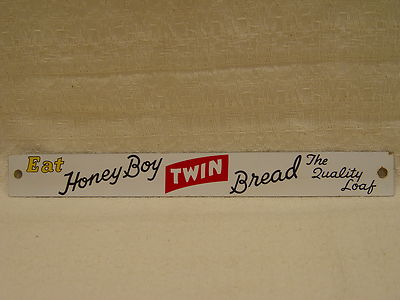 Eat Honey Boy TWIN Bread The
Quality
Loaf